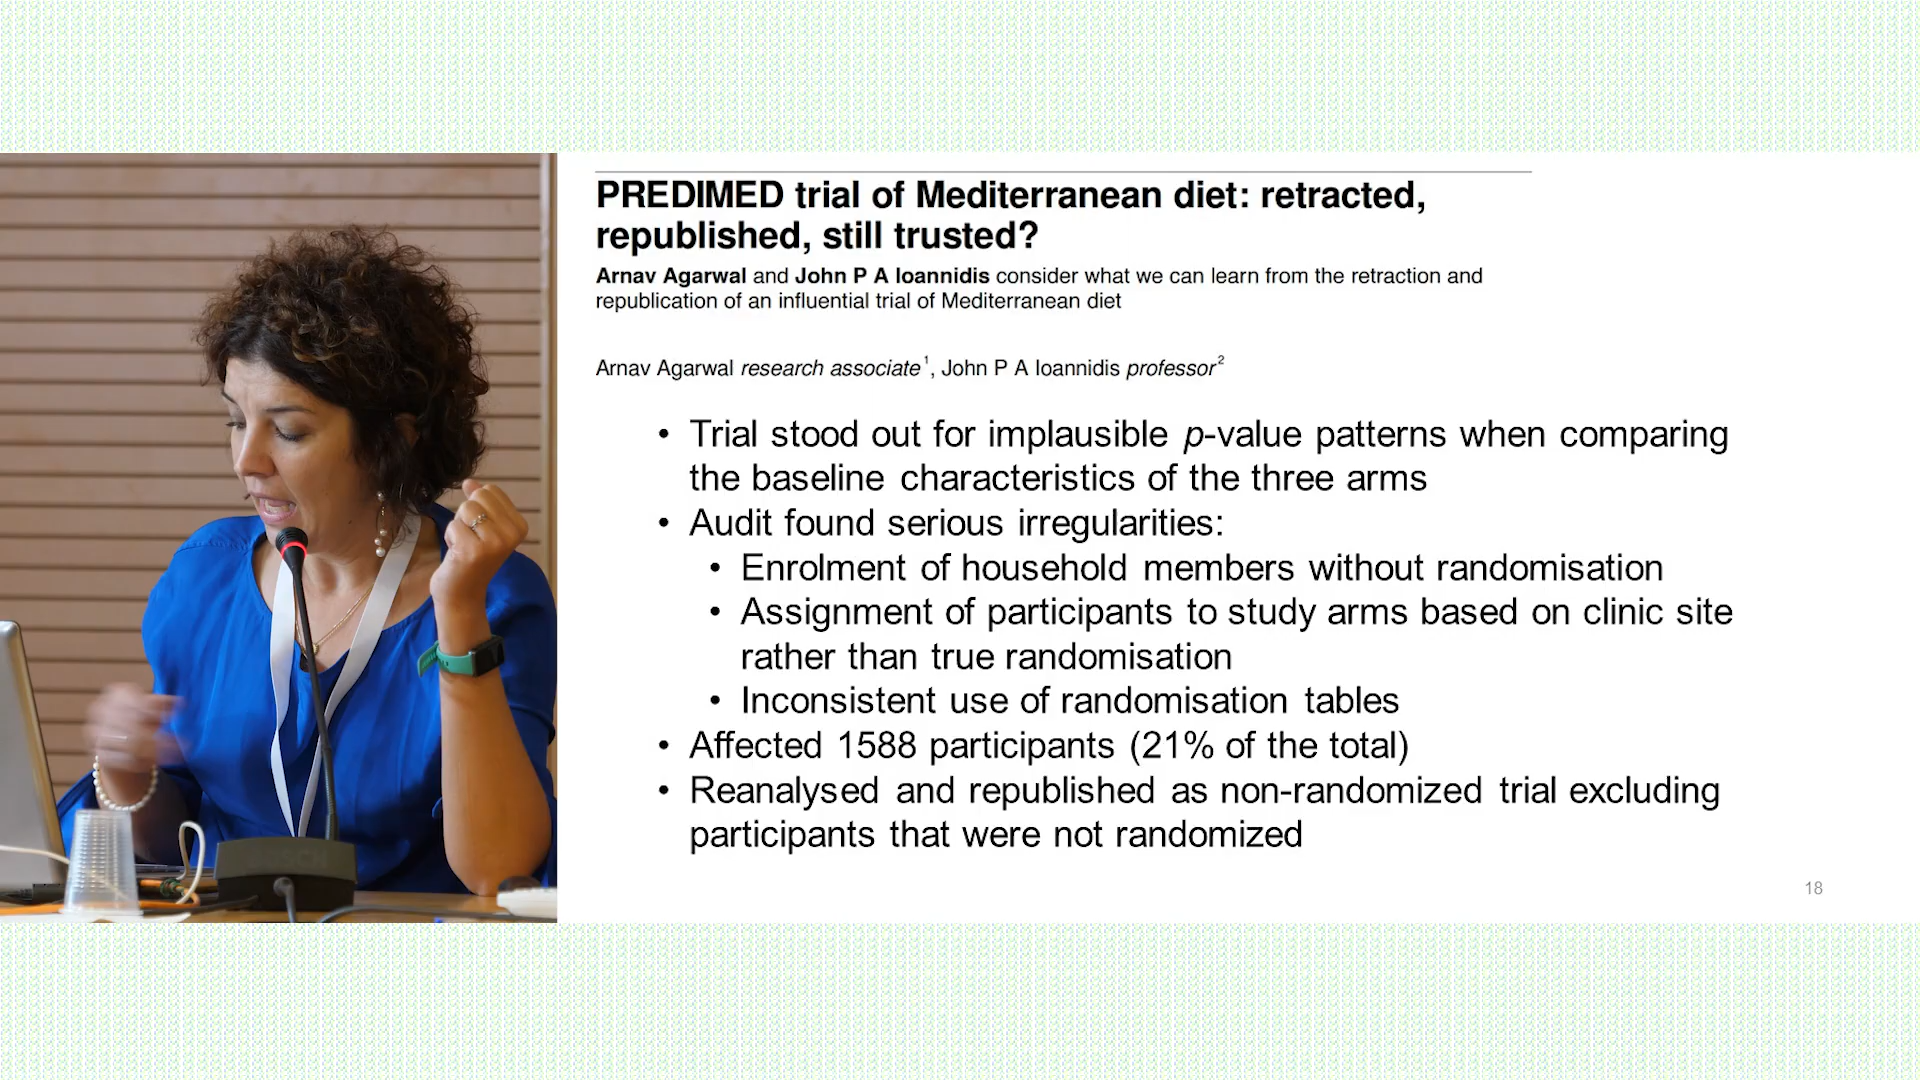 PREDIMED trial of Mediterranean diet: retracted,
republished, still trusted?
Arnav Agarwal and John P A Ioannidis consider what we can learn from the retraction and
republication of an influential trial of Mediterranean diet
Arnav Agarwal research associate¹, John P A Ioannidis professor²
• Trial stood out for implausible p-value patterns when comparing
the baseline characteristics of the three arms
• Audit found serious irregularities:
• Enrolment of household members without randomisation
• Assignment of participants to study arms based on clinic site
rather than true randomisation
• Inconsistent use of randomisation tables
• Affected 1588 participants (21% of the total)
• Reanalysed and republished as non-randomized trial excluding
participants that were not randomized
18
BOSCH